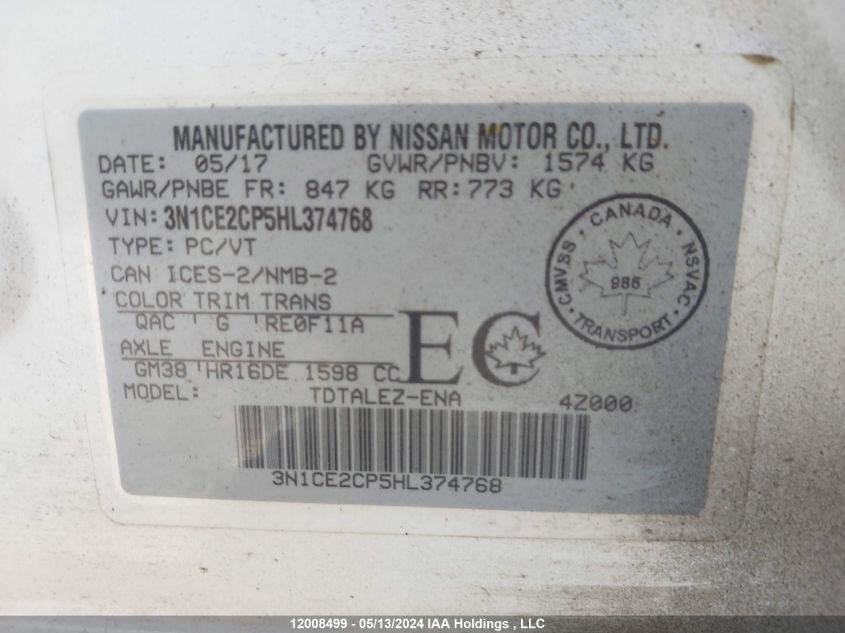 MANUFACTURED BY NISSAN MOTOR CO., LTD.
DATE: 05/17 GVWR/PNBV: 1574 KG
GAWR/PNBE FR: 847 KG RR: 773 KG
VIN: 3N1CE2CP5HL374768
TYPE: PC/VT
CAN ICES-2/NMB-2
COLOR TRIM TRANS
QAC G RE0F11A
AXLE ENGINE
GM38 HR16DE 1598 CC
MODEL: TDTALEZ-ENA 4Z000
EC
CANADA
CMVSS
NSVAC
986
TRANSPORT
3N1CE2CP5HL374768
12008499 - 05/13/2024 IAA Holdings , LLC